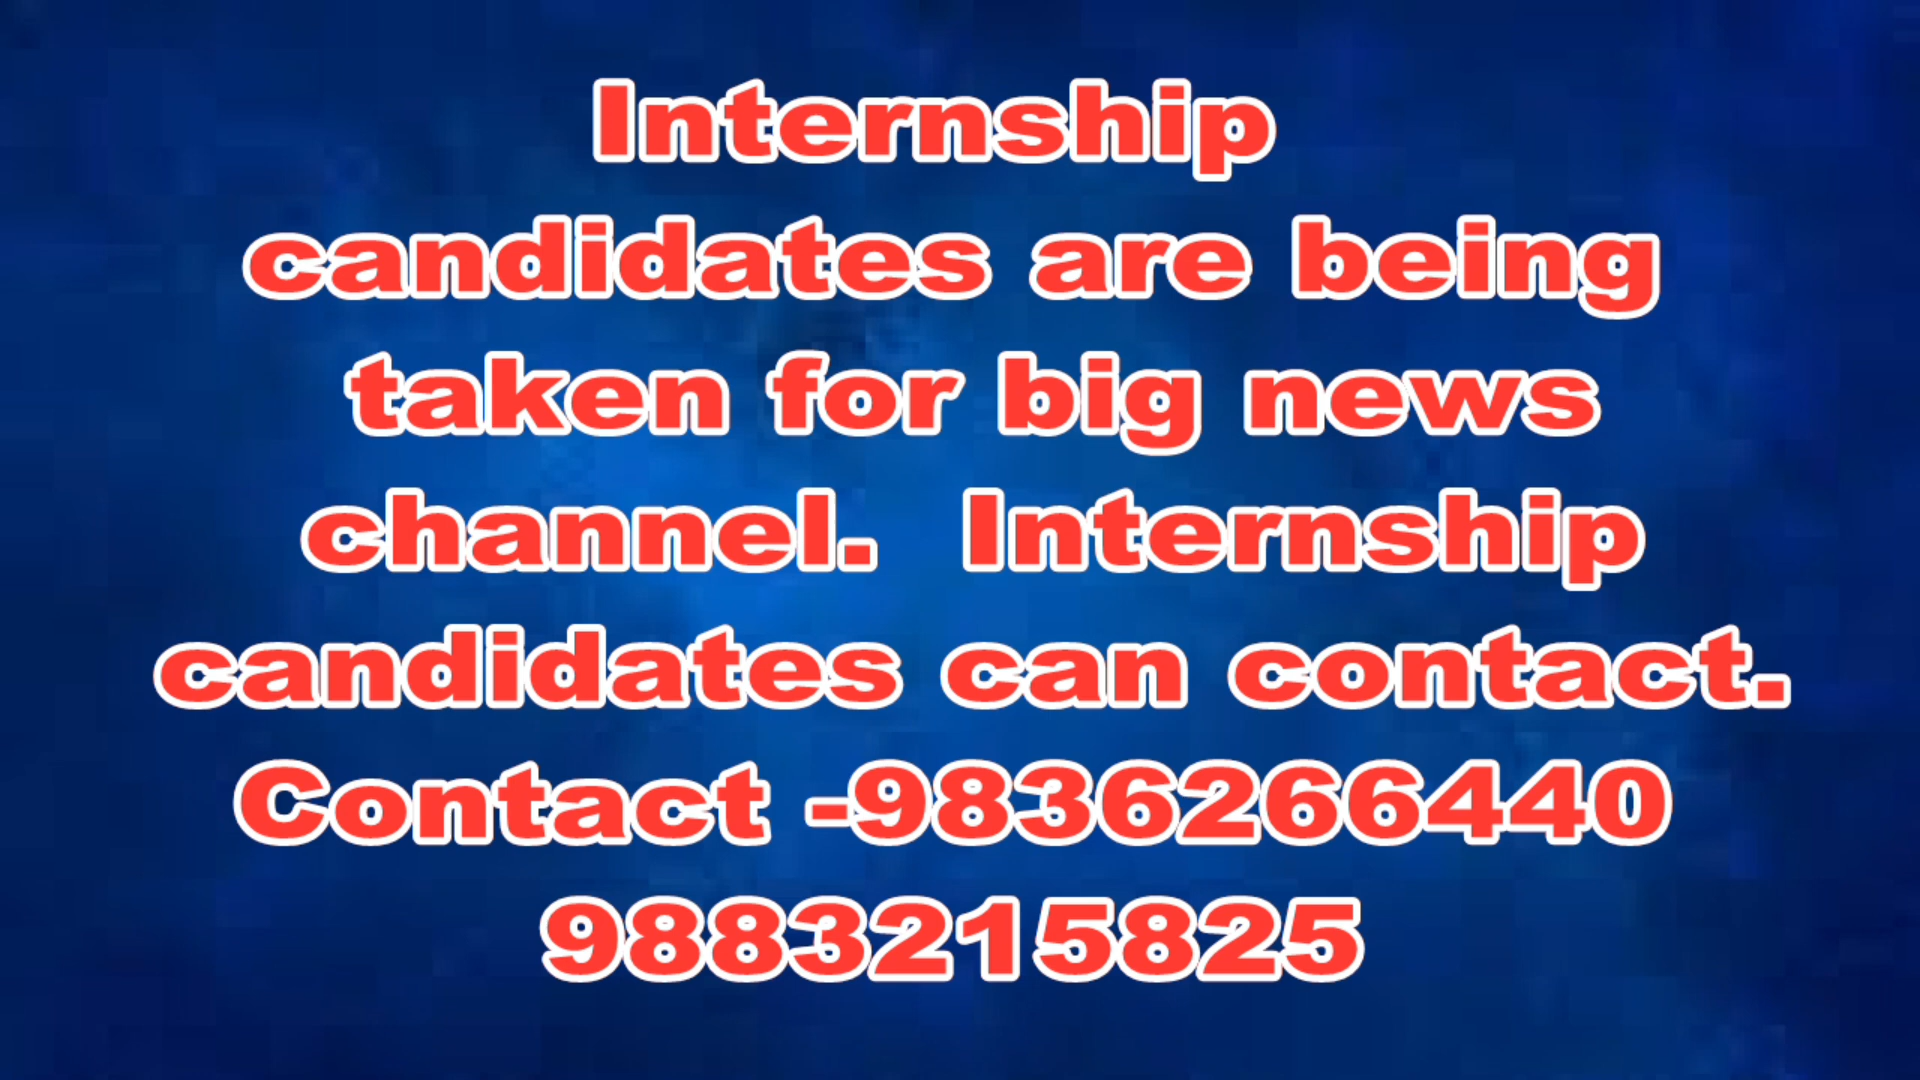 Internship
candidates are being
taken for big news
channel.  Internship
candidates can contact.
Contact -9836266440
9883215825